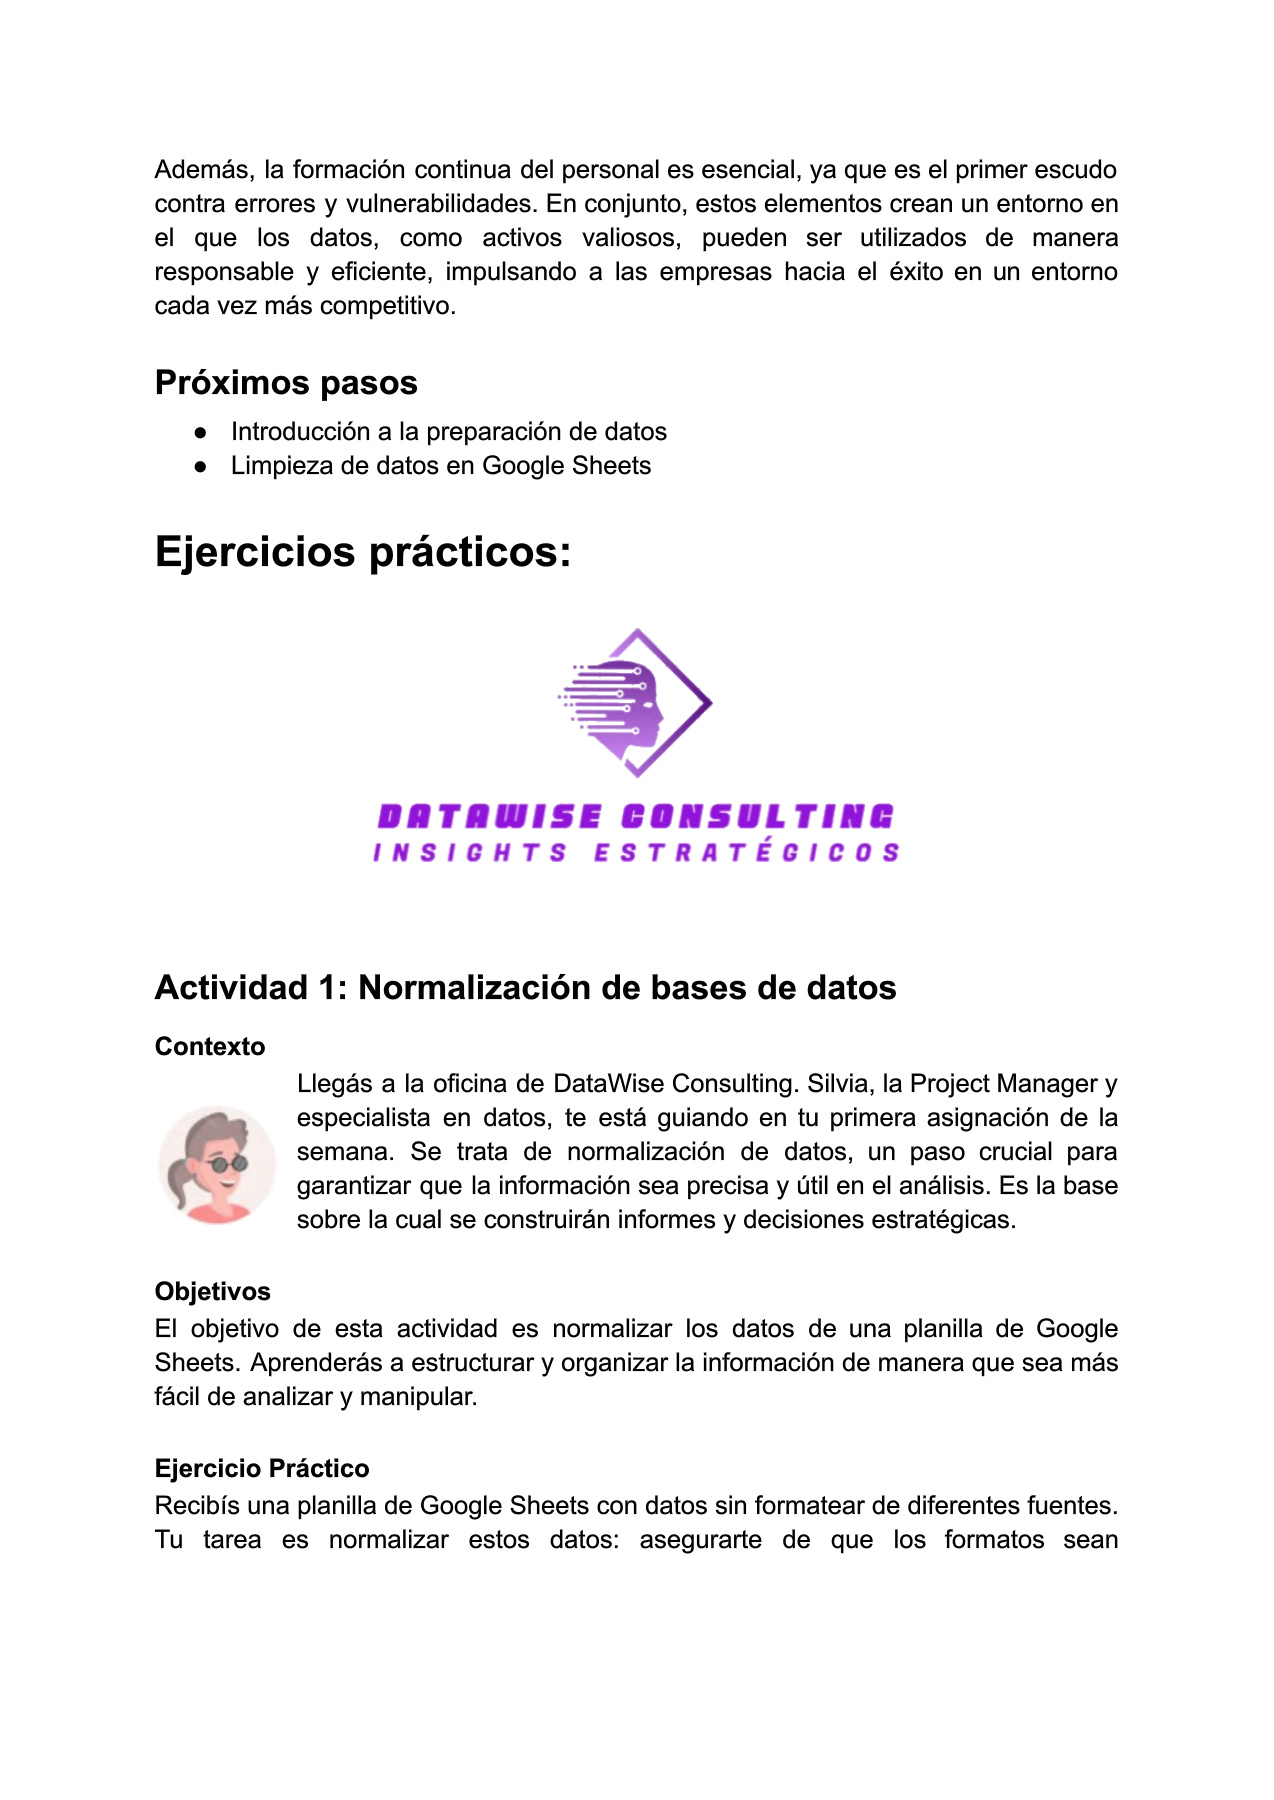 Además, la formación continua del personal es esencial, ya que es el primer escudo
contra errores y vulnerabilidades. En conjunto, estos elementos crean un entorno en
el que los datos, como activos valiosos, pueden ser utilizados de manera
responsable y eficiente, impulsando a las empresas hacia el éxito en un entorno
cada vez más competitivo.
Próximos pasos
● Introducción a la preparación de datos
● Limpieza de datos en Google Sheets
Ejercicios prácticos:
DATAWISE CONSULTING
INSIGHTS ESTRATÉGICOS
Actividad 1: Normalización de bases de datos
Contexto
Llegás a la oficina de DataWise Consulting. Silvia, la Project Manager y
especialista en datos, te está guiando en tu primera asignación de la
semana. Se trata de normalización de datos, un paso crucial para
garantizar que la información sea precisa y útil en el análisis. Es la base
sobre la cual se construirán informes y decisiones estratégicas.
Objetivos
El objetivo de esta actividad es normalizar los datos de una planilla de Google
Sheets. Aprenderás a estructurar y organizar la información de manera que sea más
fácil de analizar y manipular.
Ejercicio Práctico
Recibís una planilla de Google Sheets con datos sin formatear de diferentes fuentes.
Tu tarea es normalizar estos datos: asegurarte de que los formatos sean